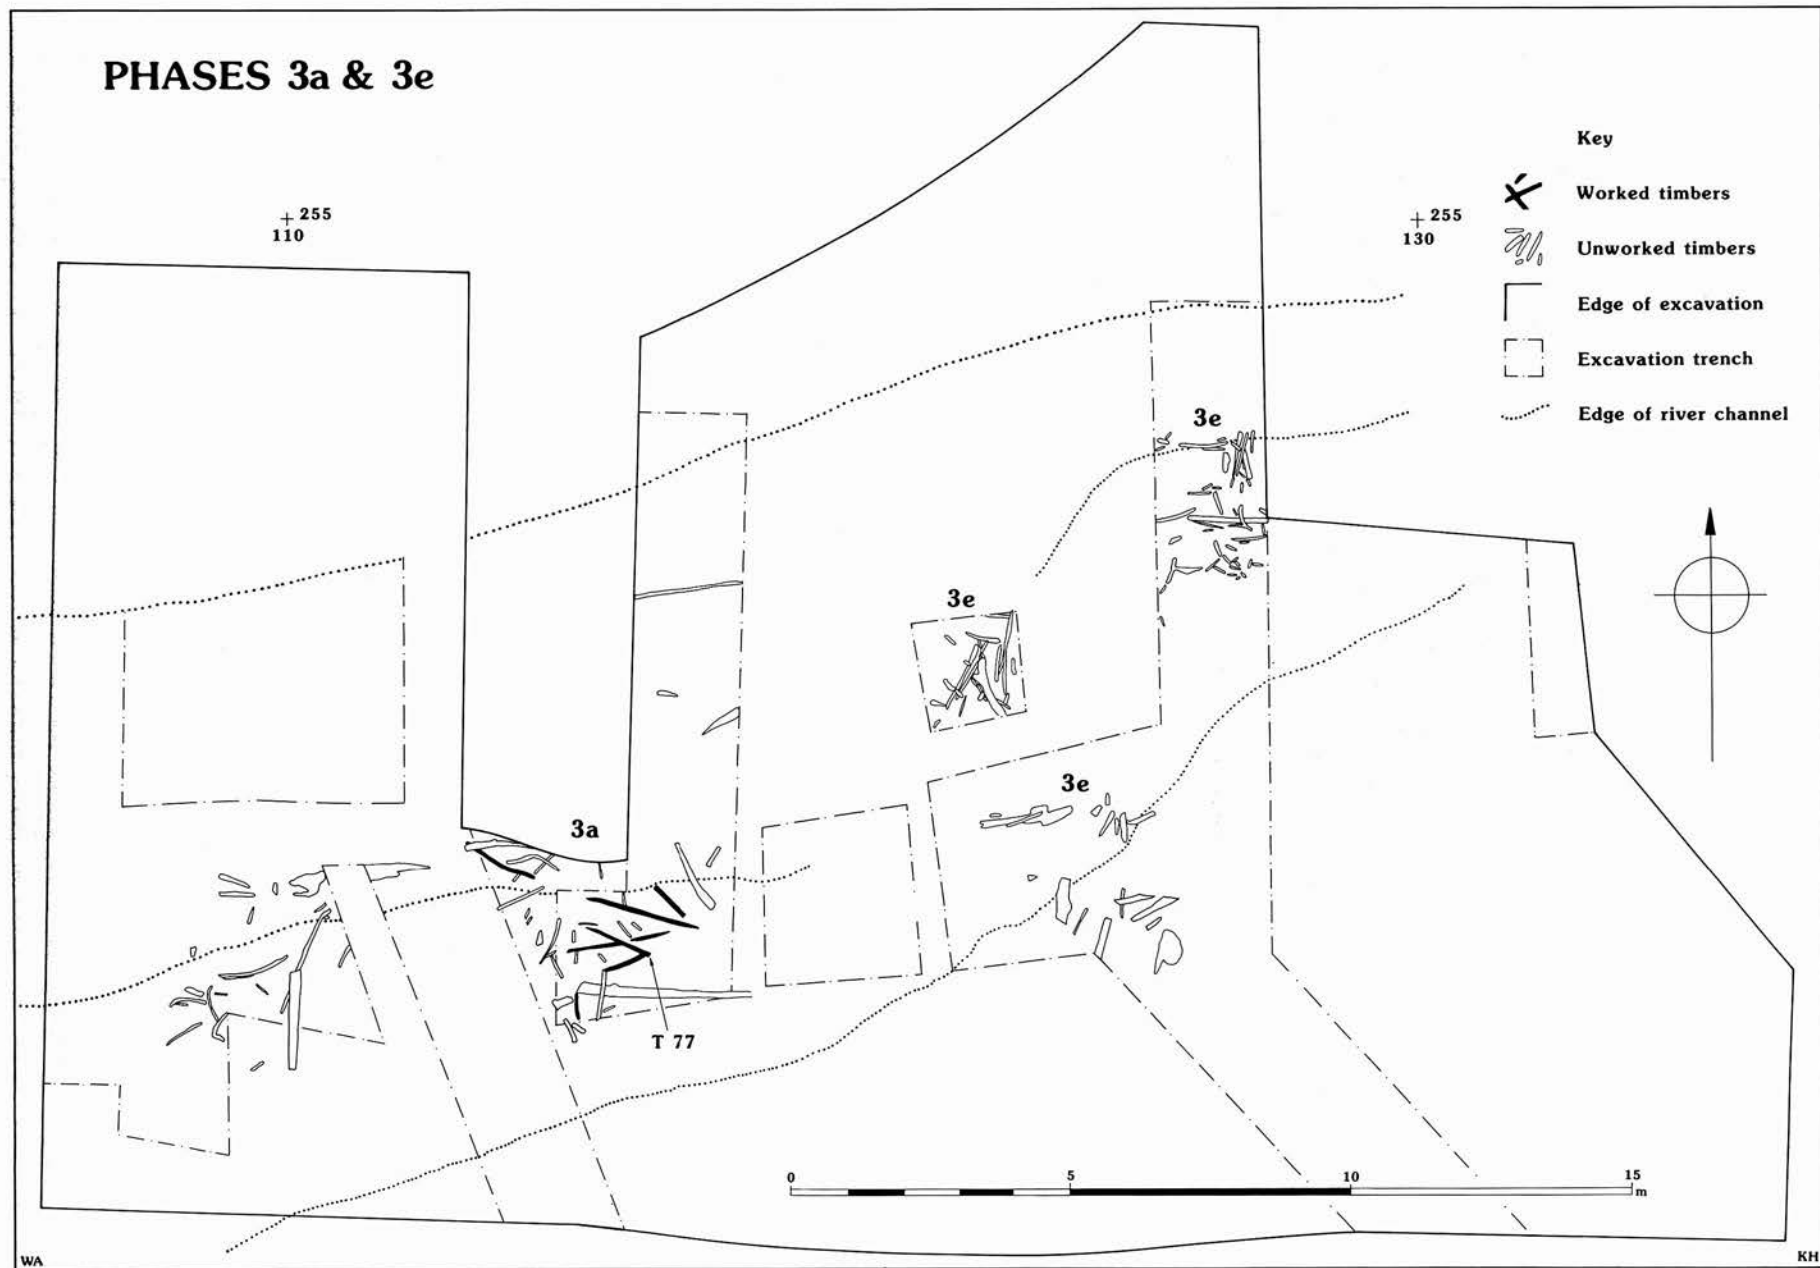 PHASES 3a & 3e
Key
Worked timbers
Unworked timbers
Edge of excavation
Excavation trench
Edge of river channel
255
110
255
130
3e
3e
3e
3a
T 77
0 5 10 15
m
WA
KH